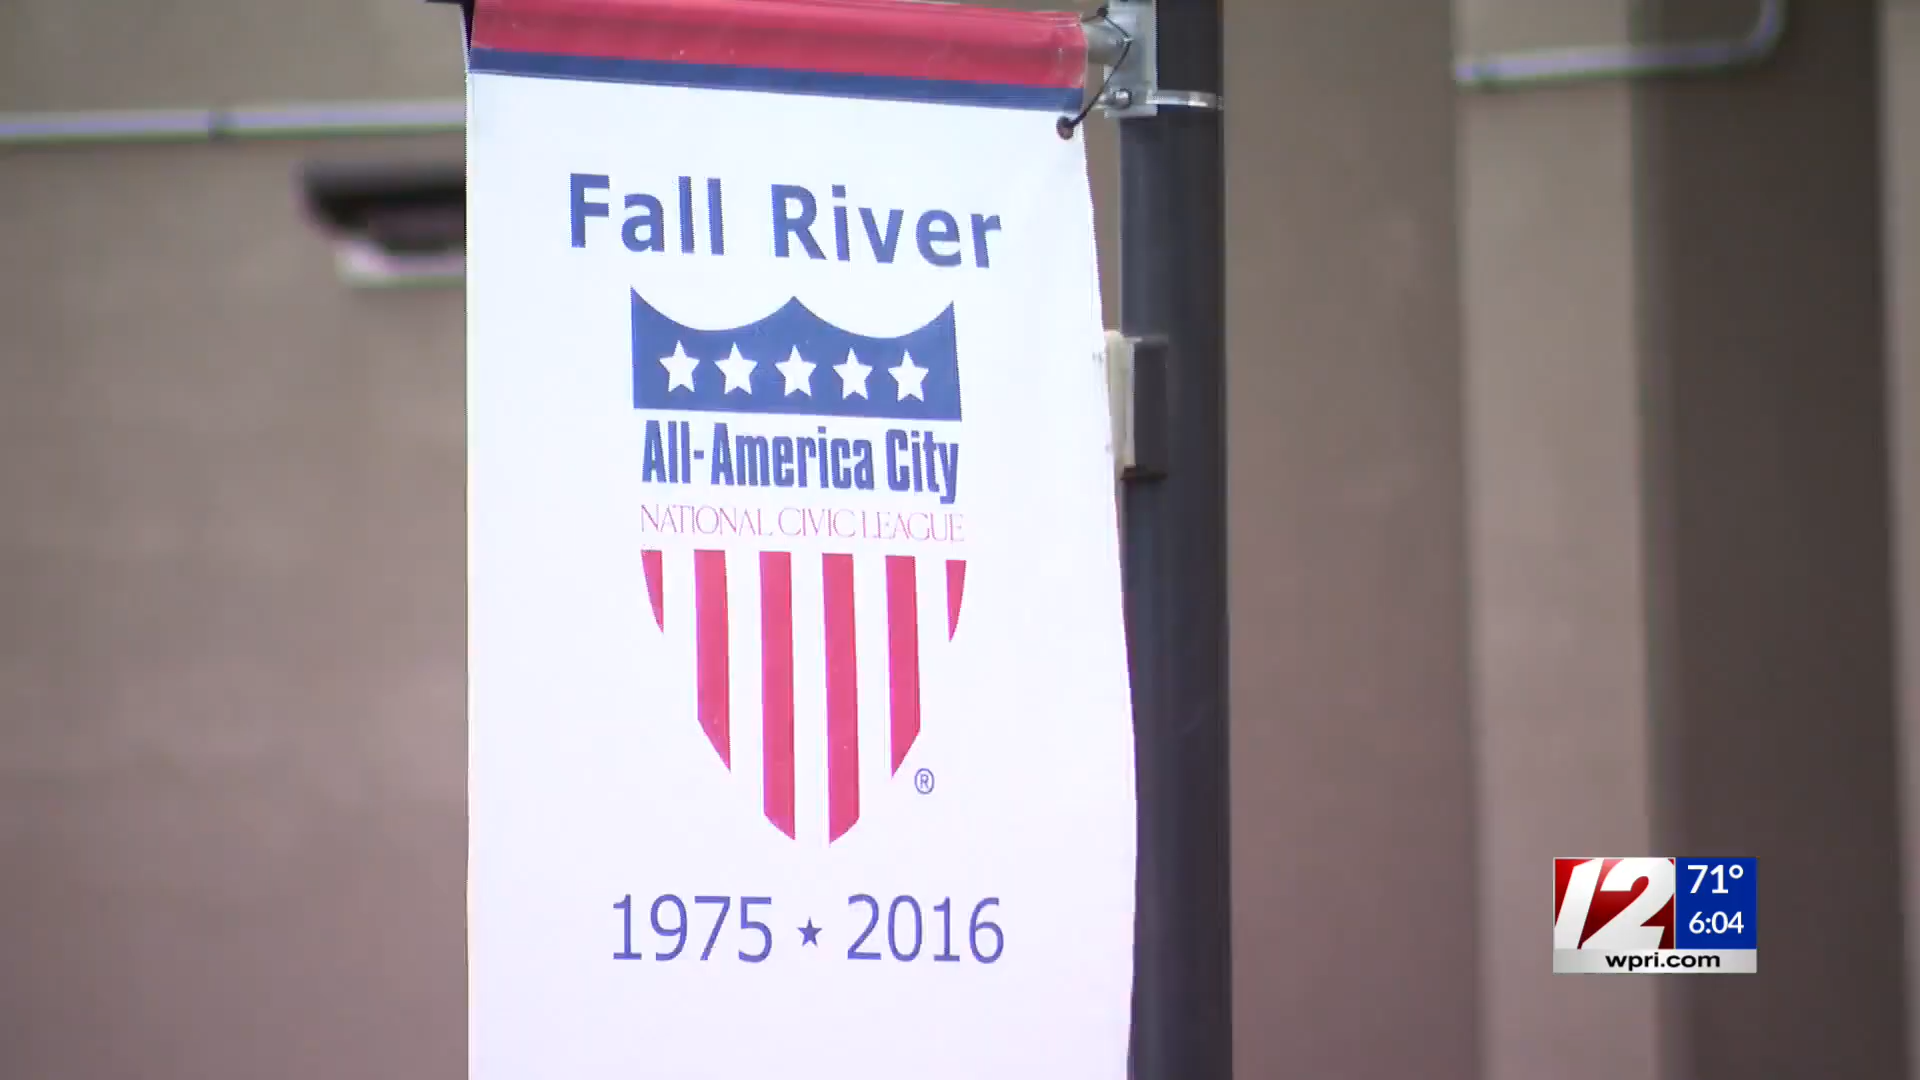 Fall River
All-America City
NATIONAL CIVIC LEAGUE
®
1975 ★ 2016
12
71°
6:04
wpri.com